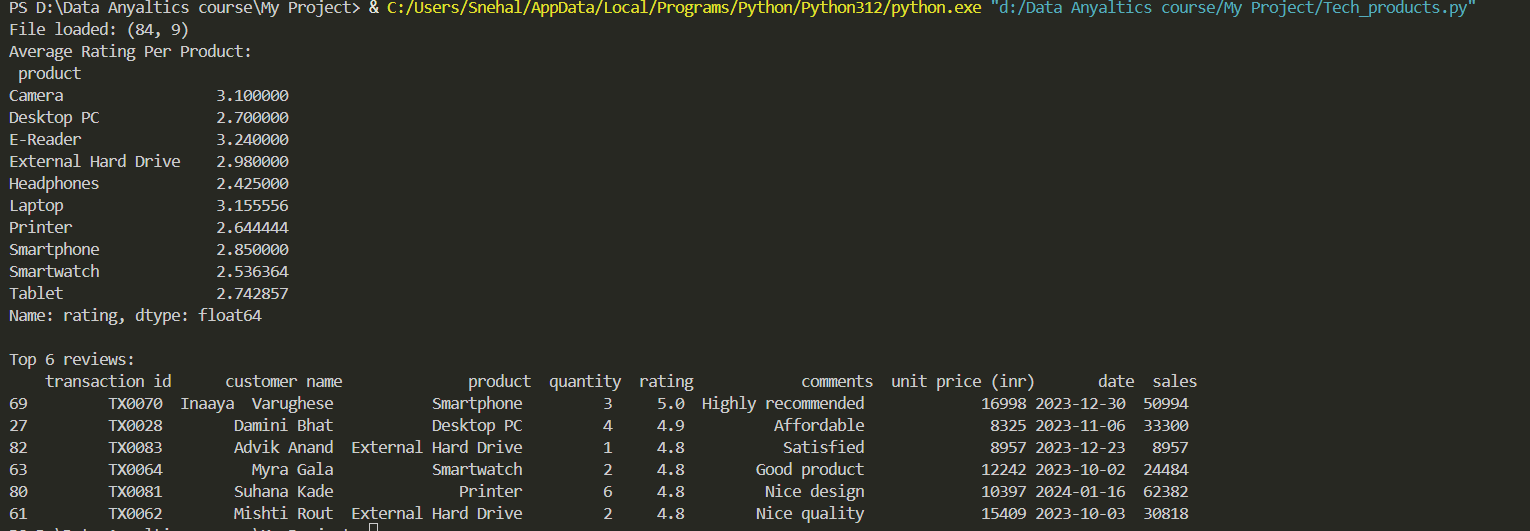 PS D:\Data Anyaltics course\My Project> & C:/Users/Snehal/AppData/Local/Programs/Python/Python312/python.exe "d:/Data Anyaltics course/My Project/Tech_products.py"
File loaded: (84, 9)
Average Rating Per Product:
 product
Camera                 3.100000
Desktop PC             2.700000
E-Reader               3.240000
External Hard Drive    2.980000
Headphones             2.425000
Laptop                 3.155556
Printer                2.644444
Smartphone             2.850000
Smartwatch             2.536364
Tablet                 2.742857
Name: rating, dtype: float64

Top 6 reviews:
    transaction id      customer name              product  quantity  rating            comments  unit price (inr)       date  sales
69         TX0070  Inaaya  Varughese           Smartphone         3     5.0  Highly recommended             16998 2023-12-30  50994
27         TX0028        Damini Bhat           Desktop PC         4     4.9          Affordable              8325 2023-11-06  33300
82         TX0083        Advik Anand  External Hard Drive         1     4.8           Satisfied              8957 2023-12-23   8957
63         TX0064          Myra Gala           Smartwatch         2     4.8        Good product             12242 2023-10-02  24484
80         TX0081        Suhana Kade              Printer         6     4.8         Nice design             10397 2024-01-16  62382
61         TX0062        Mishti Rout  External Hard Drive         2     4.8        Nice quality             15409 2023-10-03  30818